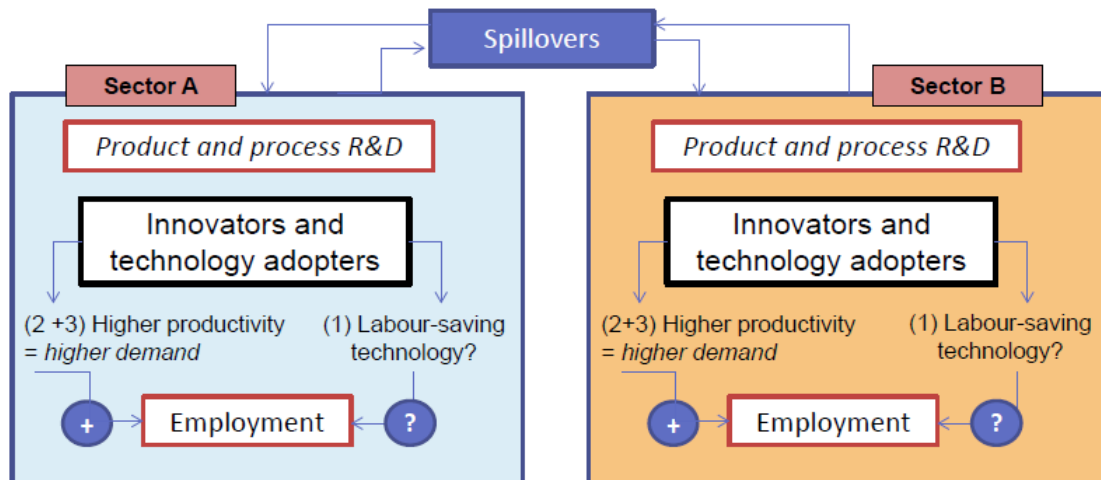 Spillovers
Sector A
Product and process R&D
Innovators and
technology adopters
(2 +3) Higher productivity
= higher demand
(1) Labour-saving
technology?
+
Employment
?
Sector B
Product and process R&D
Innovators and
technology adopters
(2+3) Higher productivity
= higher demand
(1) Labour-saving
technology?
+
Employment
?